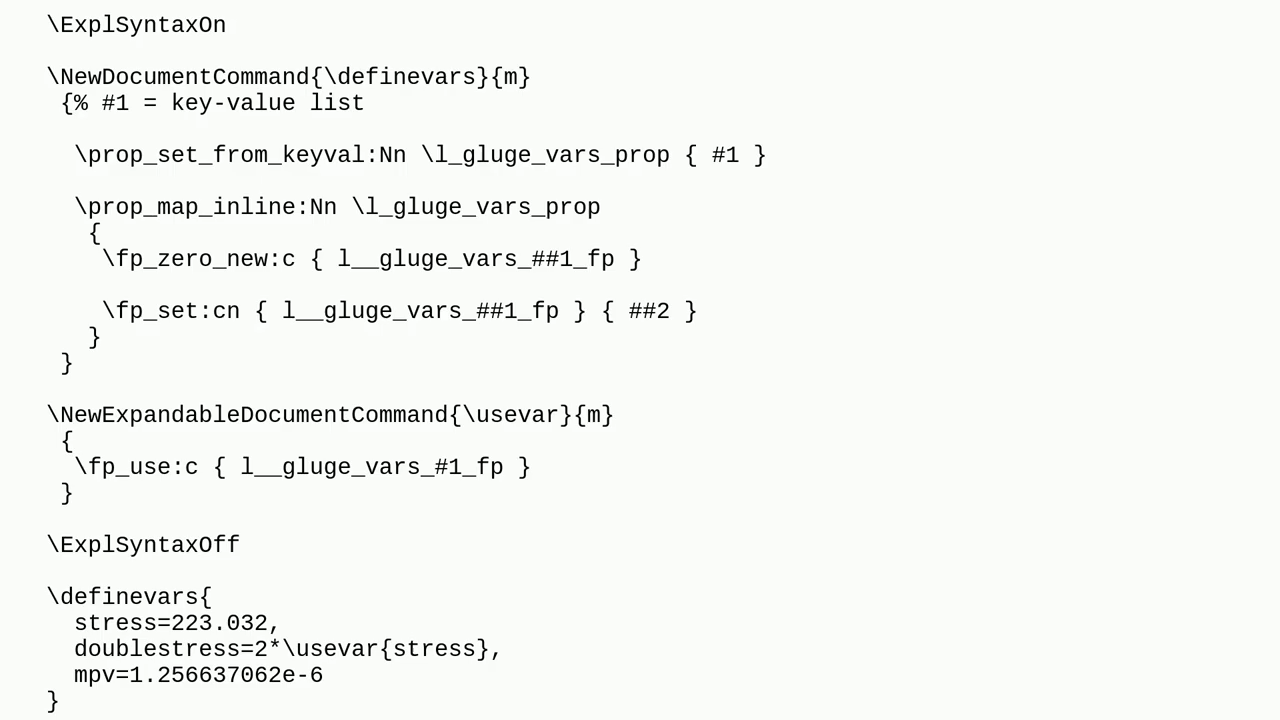 \ExplSyntaxOn
\NewDocumentCommand{\definevars}{m}
{% #1 = key-value list
\prop_set_from_keyval:Nn \l_gluge_vars_prop { #1 }
\prop_map_inline:Nn \l_gluge_vars_prop
{
\fp_zero_new:c { l__gluge_vars_##1_fp }
\fp_set:cn { l__gluge_vars_##1_fp } { ##2 }
}
}
\NewExpandableDocumentCommand{\usevar}{m}
{
\fp_use:c { l__gluge_vars_#1_fp }
}
\ExplSyntaxOff
\definevars{
stress=223.032,
doublestress=2*\usevar{stress},
mpv=1.256637062e-6
}